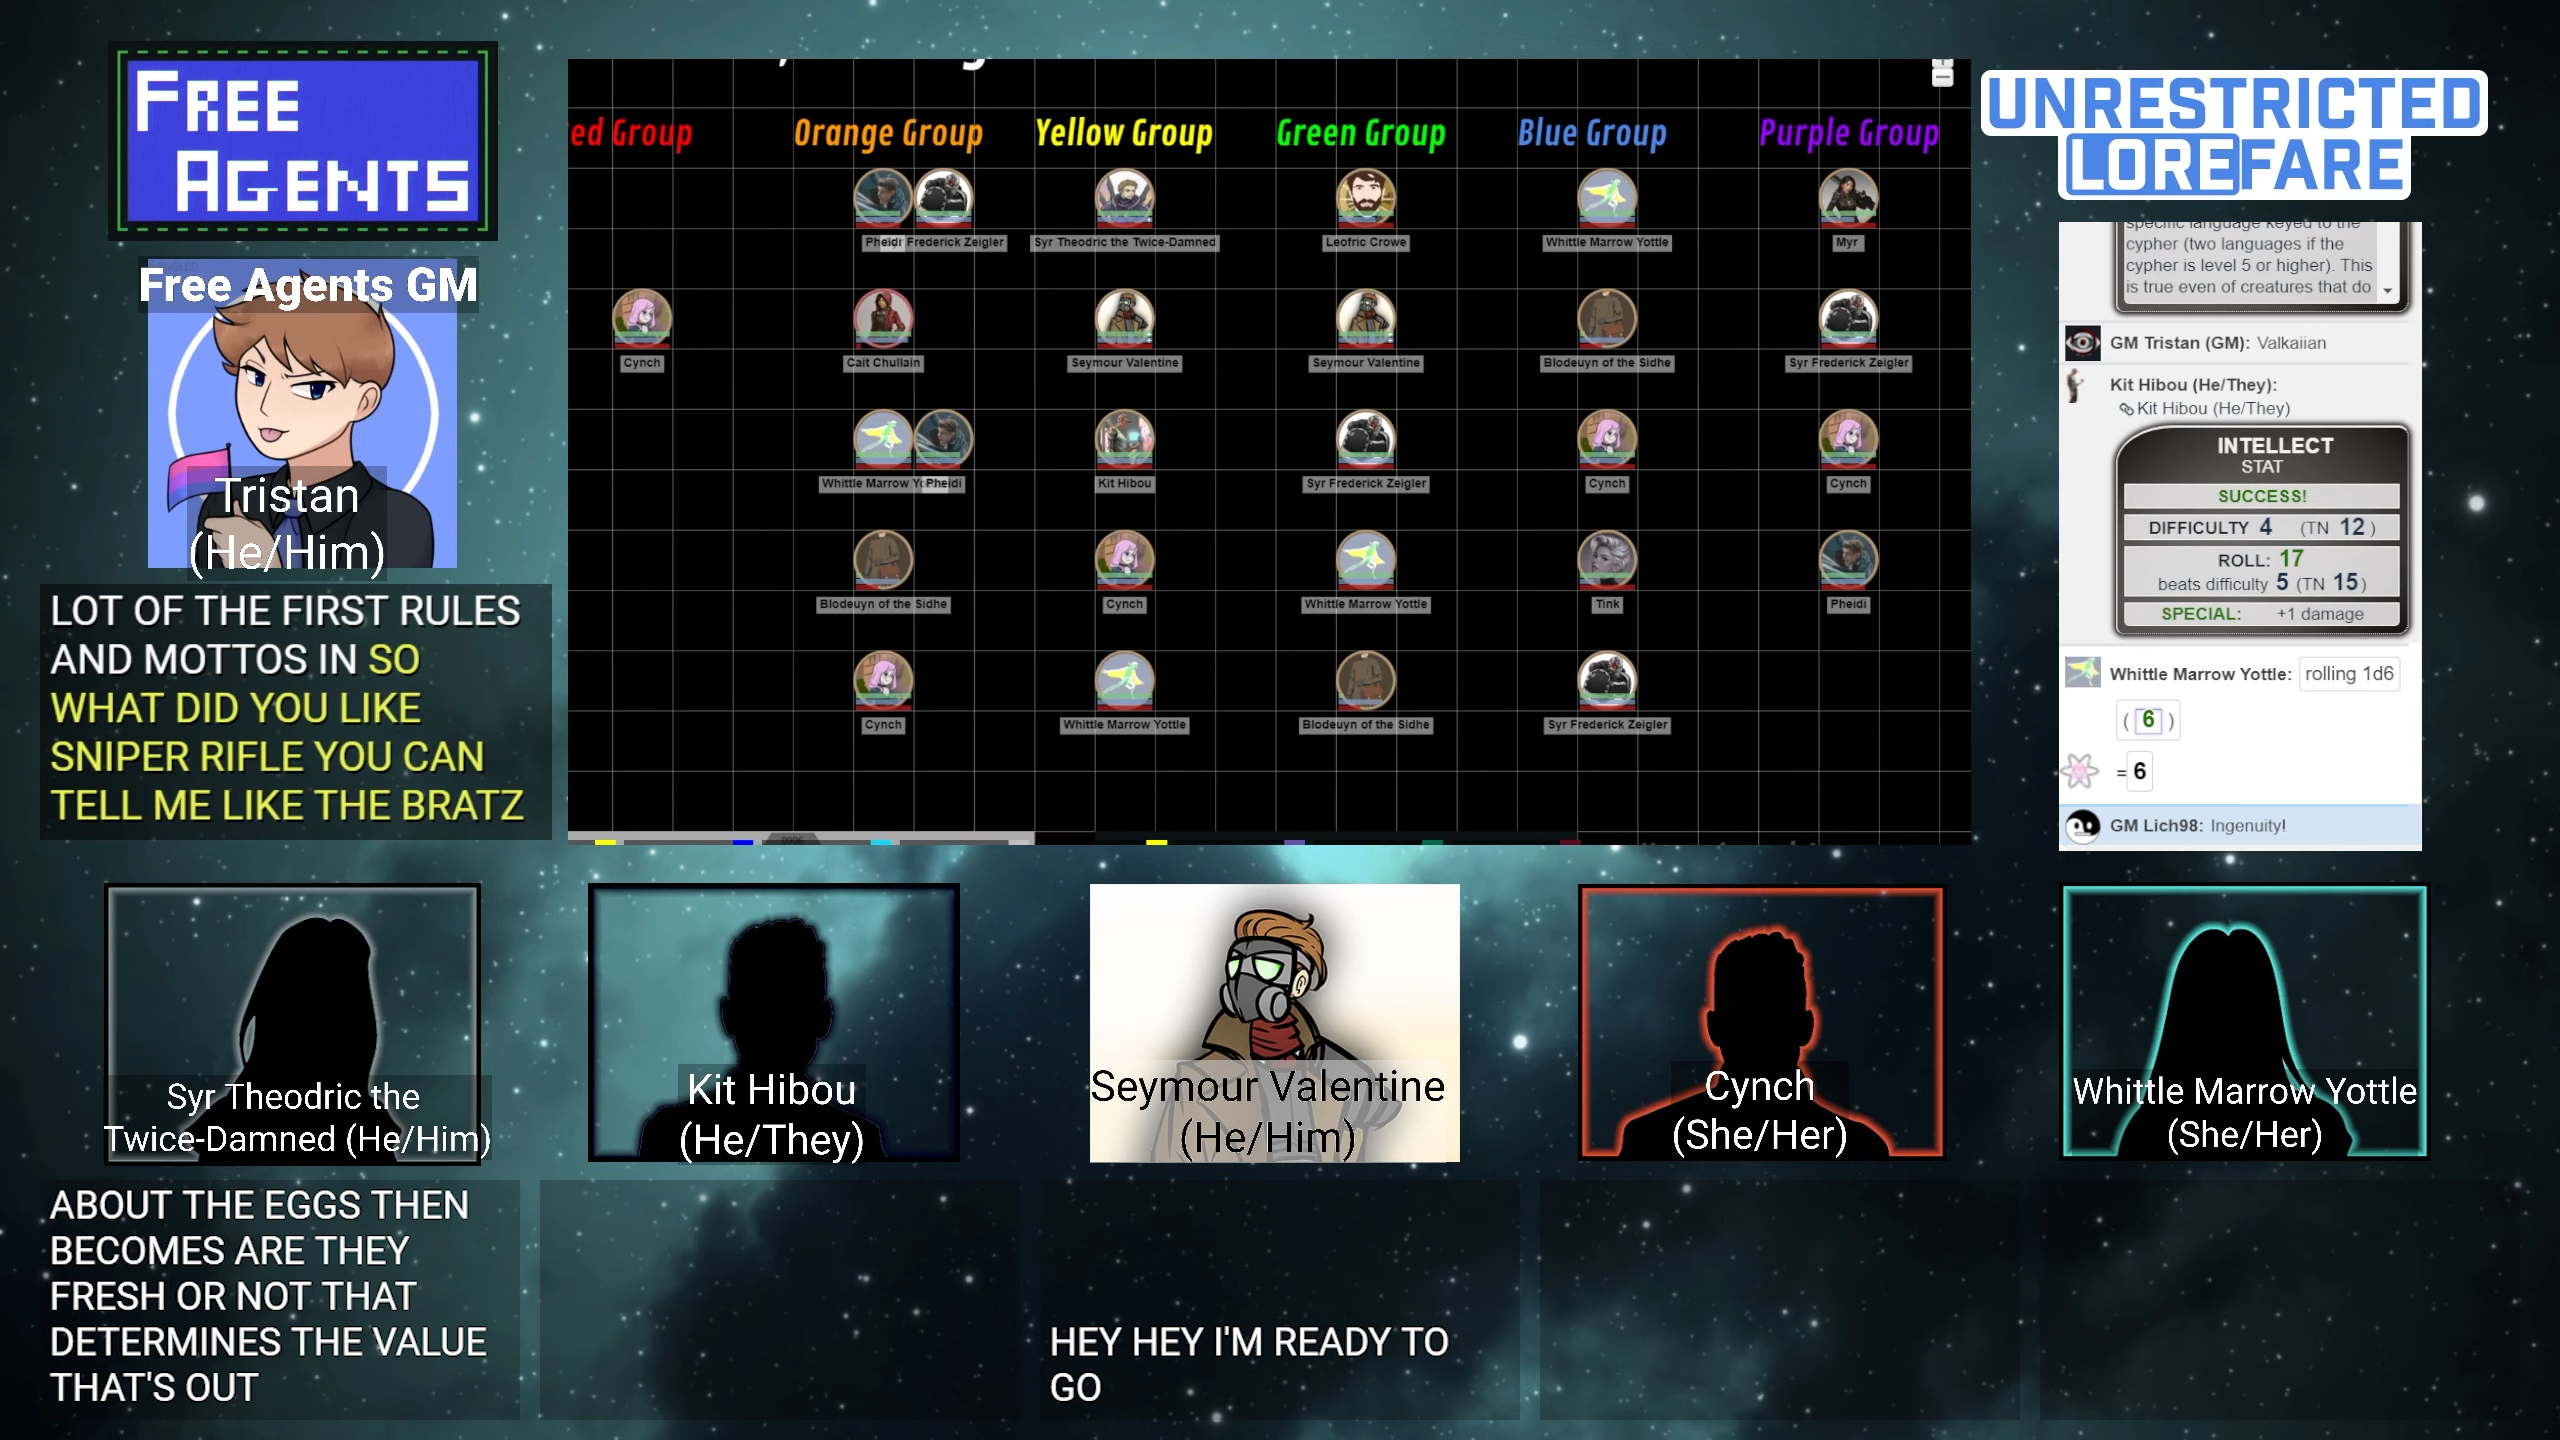 FREE
AGENTS
Free Agents GM
Tristan
(He/Him)
LOT OF THE FIRST RULES
AND MOTTOS IN SO
WHAT DID YOU LIKE
SNIPER RIFLE YOU CAN
TELL ME LIKE THE BRATZ
ed Group
Orange Group
Yellow Group
Green Group
Blue Group
Purple Group
Pheidi
Frederick Zeigler
Syr Theodric the Twice-Damned
Leofric Crowe
Whittle Marrow Yottle
Myr
Cynch
Cait Chullain
Seymour Valentine
Seymour Valentine
Blodeuyn of the Sidhe
Syr Frederick Zeigler
Whittle Marrow Yo
Pheidi
Kit Hibou
Syr Frederick Zeigler
Cynch
Cynch
Blodeuyn of the Sidhe
Cynch
Whittle Marrow Yottle
Tink
Pheidi
Cynch
Whittle Marrow Yottle
Blodeuyn of the Sidhe
Syr Frederick Zeigler
UNRESTRICTED
LOREFARE
specific language keyed to the
cypher (two languages if the
cypher is level 5 or higher). This
is true even of creatures that do
GM Tristan (GM): Valkaiian
Kit Hibou (He/They):
Kit Hibou (He/They)
INTELLECT
STAT
SUCCESS!
DIFFICULTY 4 (TN 12 )
ROLL: 17
beats difficulty 5 (TN 15)
SPECIAL: +1 damage
Whittle Marrow Yottle: rolling 1d6
( 6 )
= 6
GM Lich98: Ingenuity!
Syr Theodric the
Twice-Damned (He/Him)
Kit Hibou
(He/They)
Seymour Valentine
(He/Him)
Cynch
(She/Her)
Whittle Marrow Yottle
(She/Her)
ABOUT THE EGGS THEN
BECOMES ARE THEY
FRESH OR NOT THAT
DETERMINES THE VALUE
THAT'S OUT
HEY HEY I'M READY TO
GO